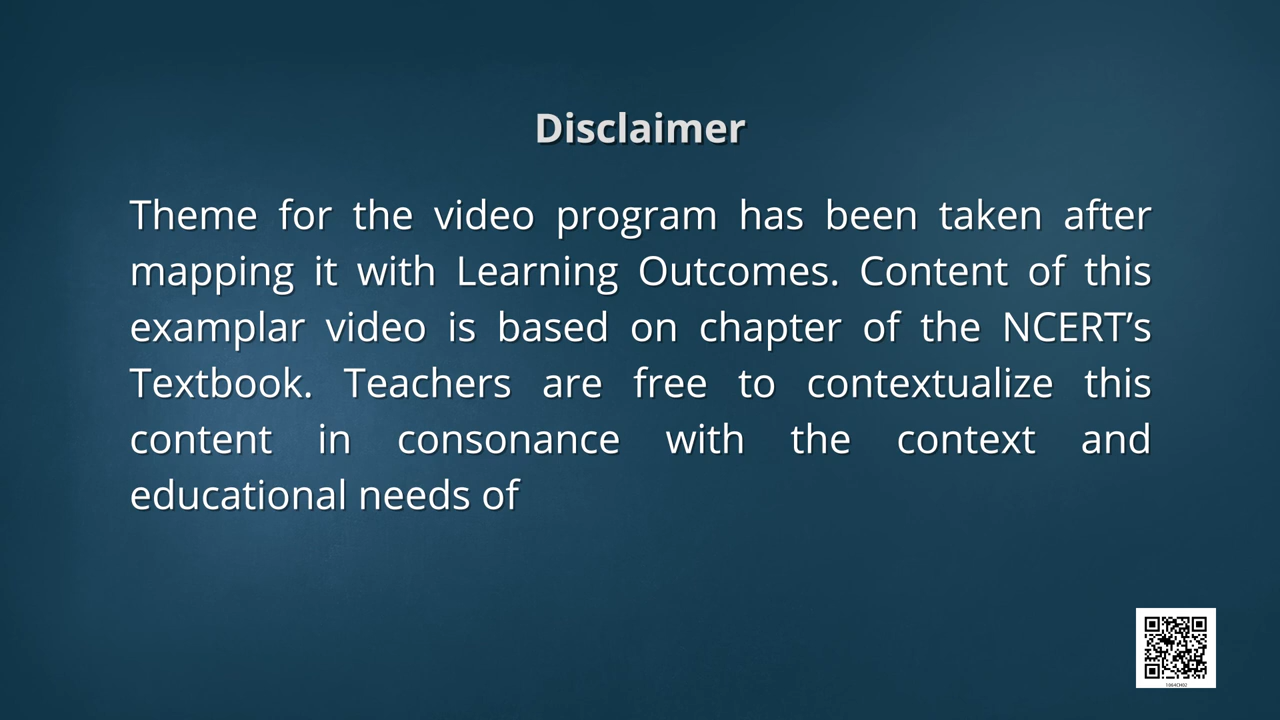 Disclaimer
Theme for the video program has been taken after
mapping it with Learning Outcomes. Content of this
examplar video is based on chapter of the NCERT’s
Textbook. Teachers are free to contextualize this
content in consonance with the context and
educational needs of